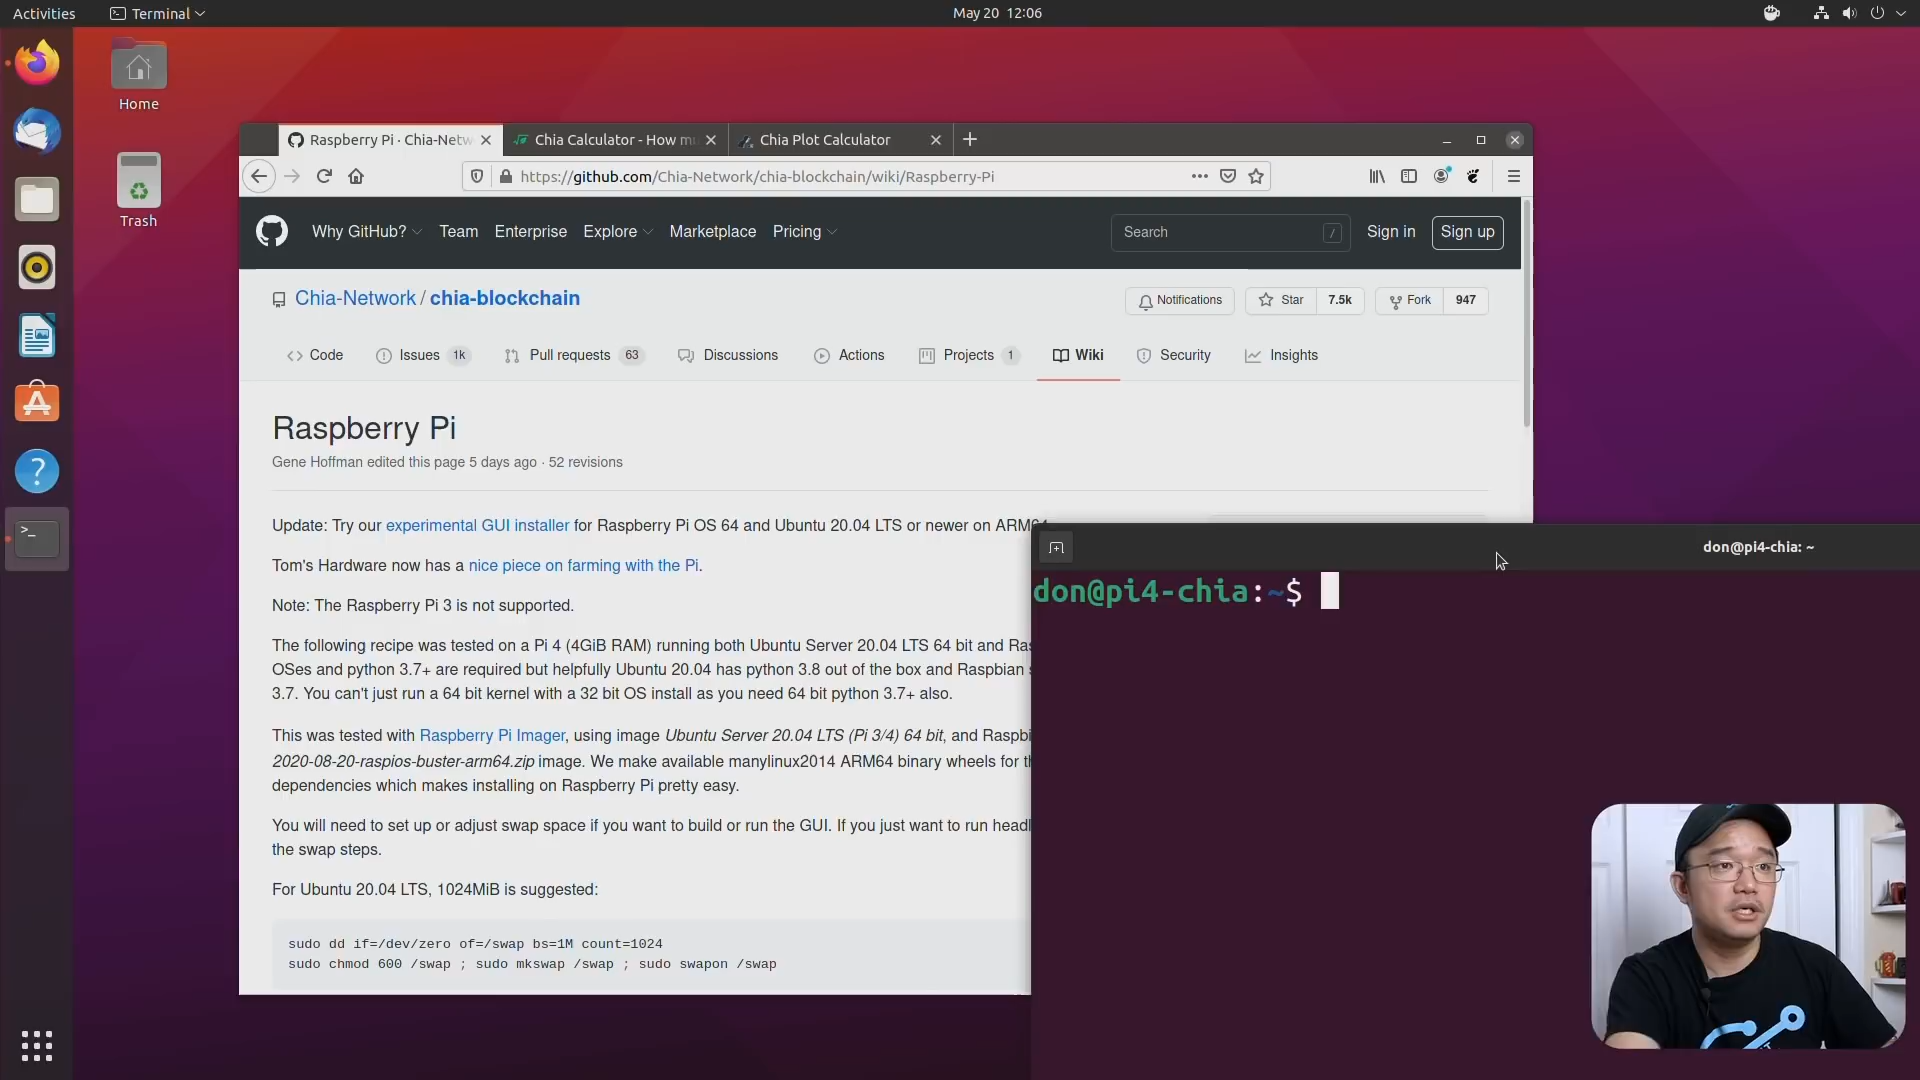 Activities
Terminal
May 20 12:06
Home
Trash
Raspberry Pi · Chia-Netw
Chia Calculator - How mu
Chia Plot Calculator
https://github.com/Chia-Network/chia-blockchain/wiki/Raspberry-Pi
Why GitHub? Team Enterprise Explore Marketplace Pricing
Search /
Sign in
Sign up
Chia-Network / chia-blockchain
Notifications
Star 7.5k
Fork 947
Code
Issues 1k
Pull requests 63
Discussions
Actions
Projects 1
Wiki
Security
Insights
Raspberry Pi
Gene Hoffman edited this page 5 days ago · 52 revisions
Update: Try our experimental GUI installer for Raspberry Pi OS 64 and Ubuntu 20.04 LTS or newer on ARM64
Tom's Hardware now has a nice piece on farming with the Pi.
Note: The Raspberry Pi 3 is not supported.
The following recipe was tested on a Pi 4 (4GiB RAM) running both Ubuntu Server 20.04 LTS 64 bit and Ras
OSes and python 3.7+ are required but helpfully Ubuntu 20.04 has python 3.8 out of the box and Raspbian s
3.7. You can't just run a 64 bit kernel with a 32 bit OS install as you need 64 bit python 3.7+ also.
This was tested with Raspberry Pi Imager, using image Ubuntu Server 20.04 LTS (Pi 3/4) 64 bit, and Raspbi
2020-08-20-raspios-buster-arm64.zip image. We make available manylinux2014 ARM64 binary wheels for th
dependencies which makes installing on Raspberry Pi pretty easy.
You will need to set up or adjust swap space if you want to build or run the GUI. If you just want to run headl
the swap steps.
For Ubuntu 20.04 LTS, 1024MiB is suggested:
sudo dd if=/dev/zero of=/swap bs=1M count=1024
sudo chmod 600 /swap ; sudo mkswap /swap ; sudo swapon /swap
don@pi4-chia: ~
don@pi4-chia:~$